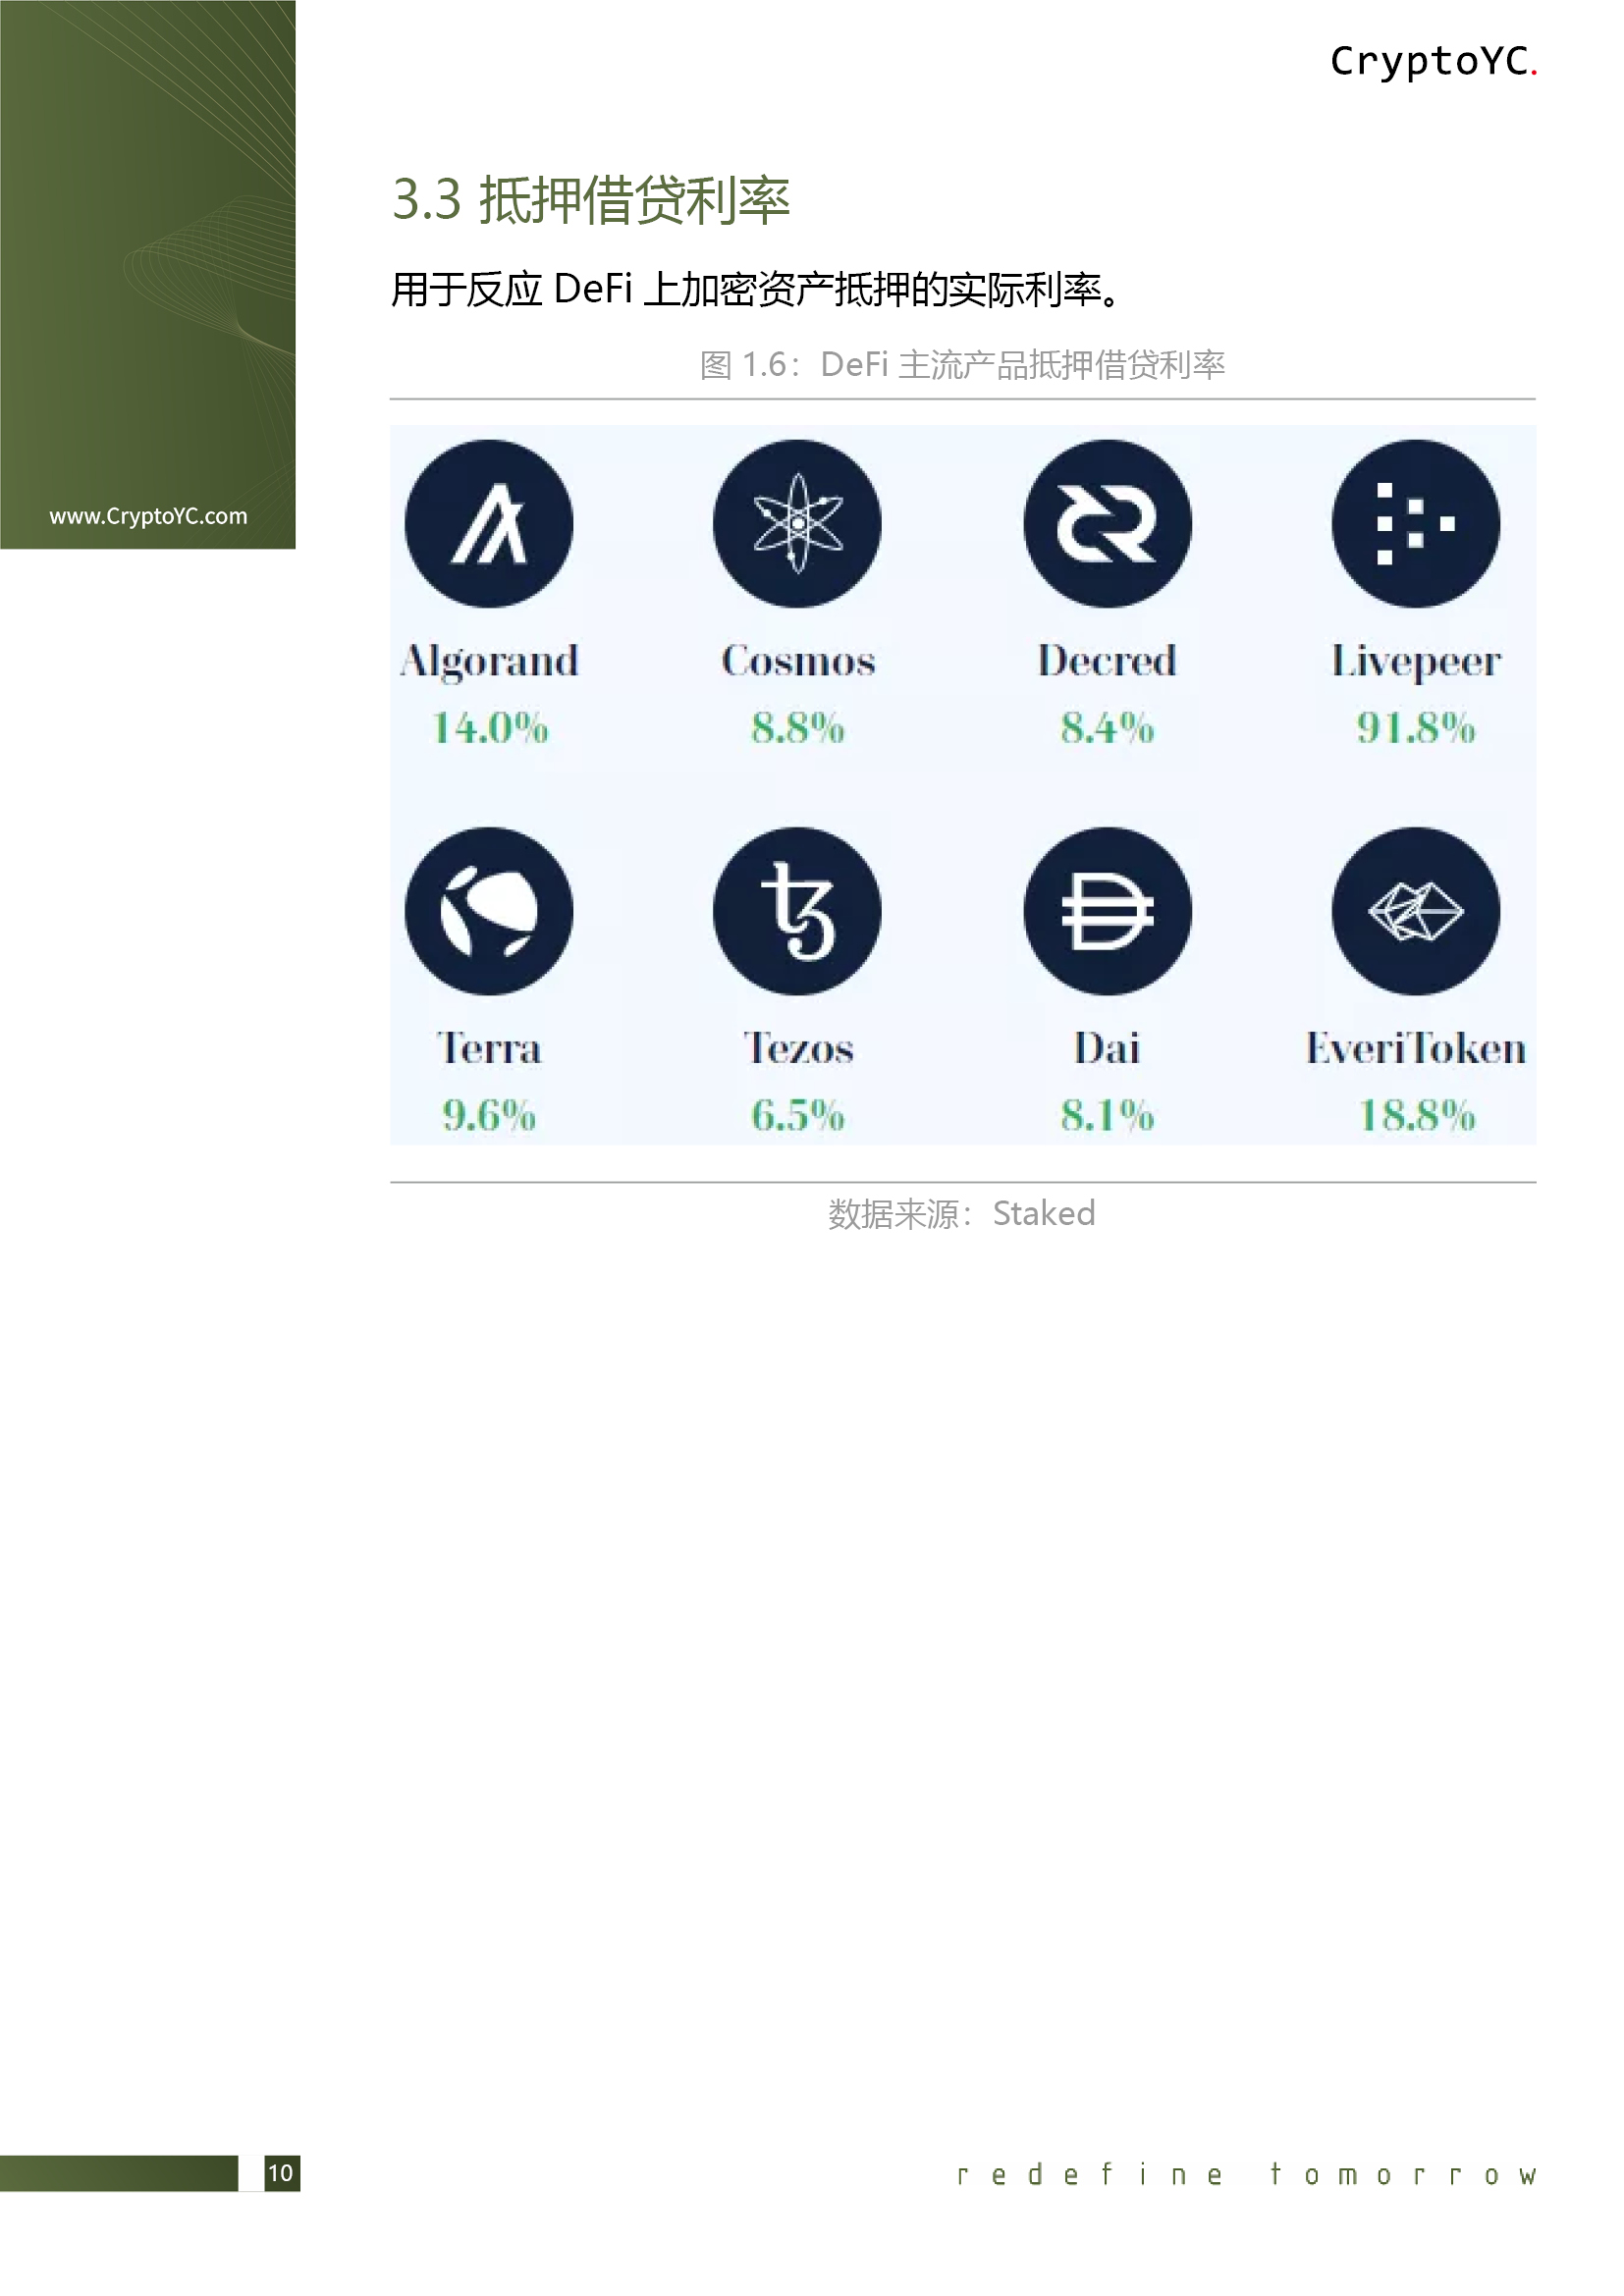 CryptoYC.
www.CryptoYC.com
3.3 抵押借贷利率
用于反应 DeFi 上加密资产抵押的实际利率。
图 1.6：DeFi 主流产品抵押借贷利率
Algorand Cosmos Decred Livepeer
14.0% 8.8% 8.4% 91.8%
Terra Tezos Dai EveriToken
9.6% 6.5% 8.1% 18.8%
数据来源：Staked
10
redefine tomorrow